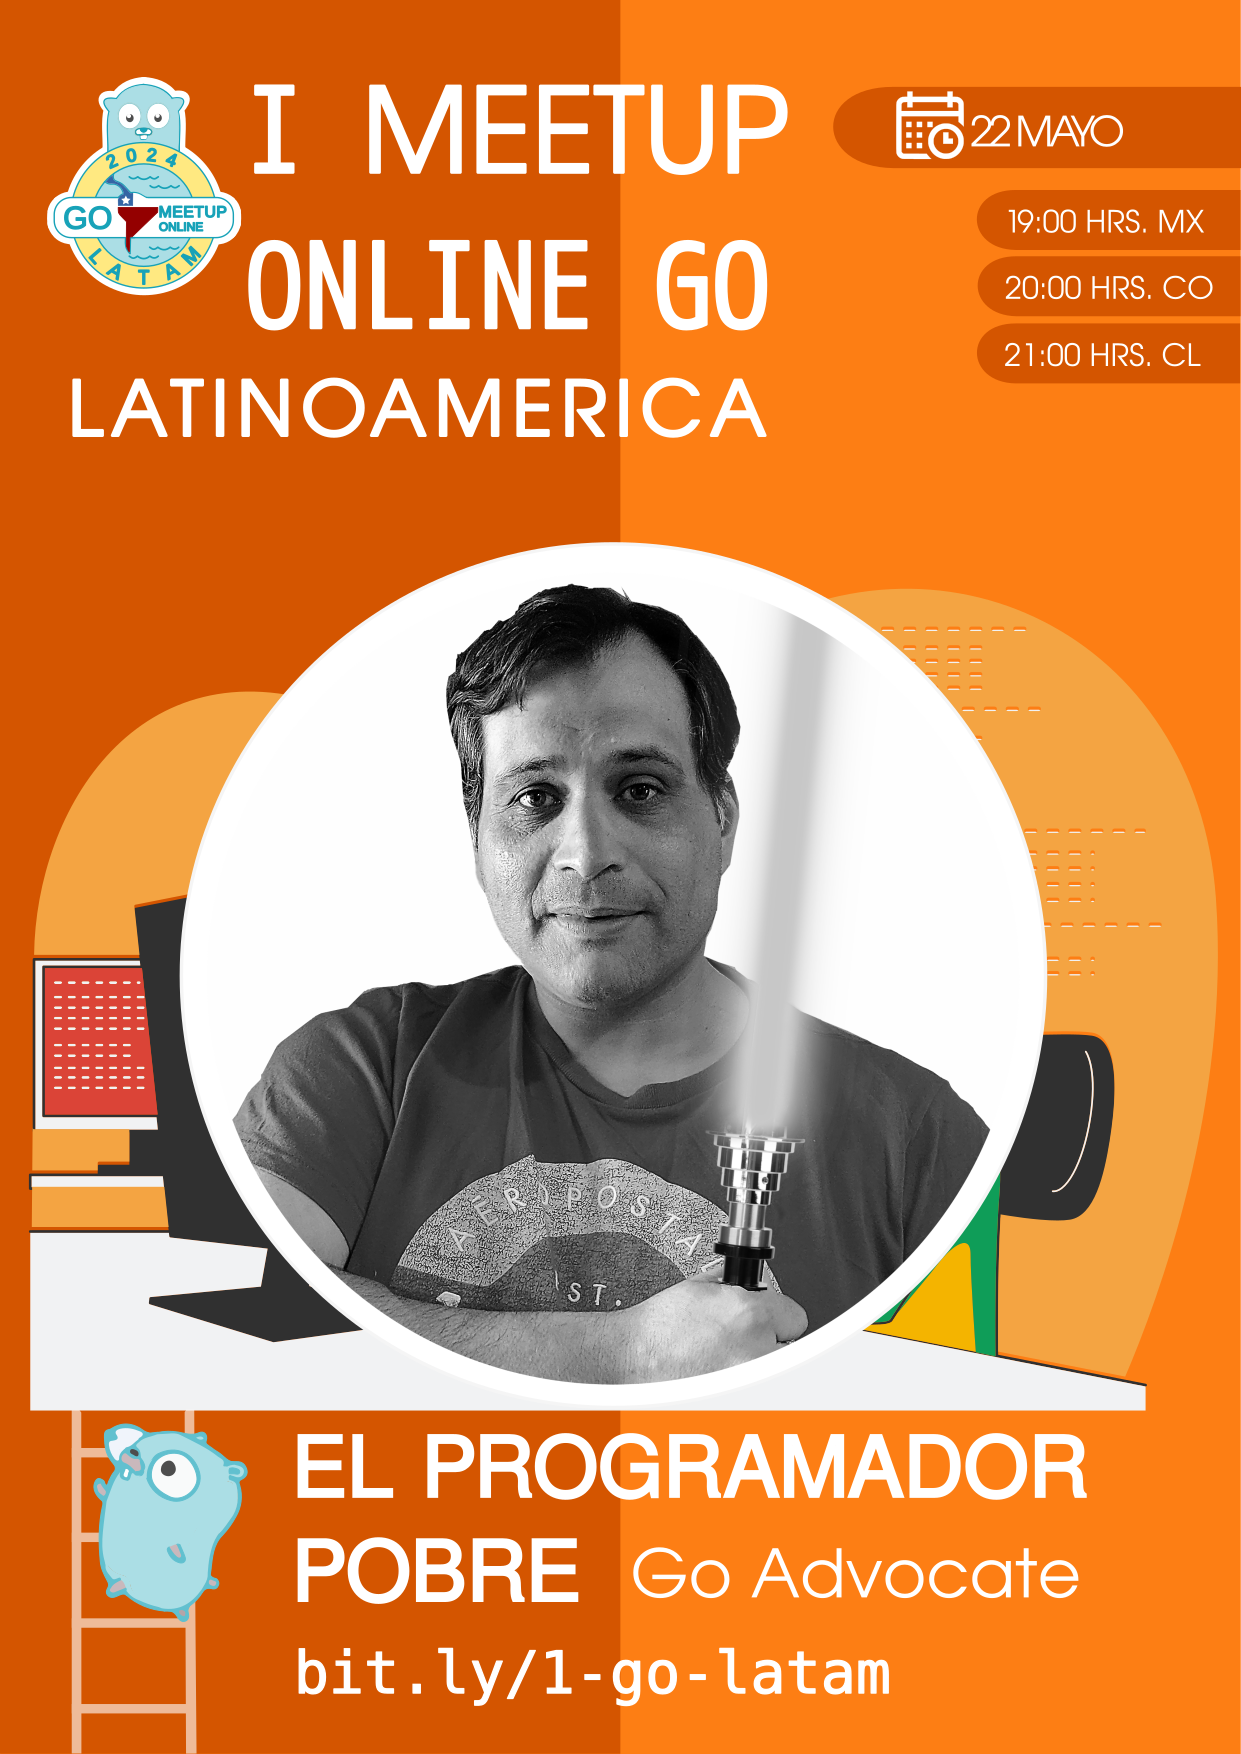 I MEETUP
ONLINE GO
LATINOAMERICA
2024
GO MEETUP
ONLINE
LATAM
22 MAYO
19:00 HRS. MX
20:00 HRS. CO
21:00 HRS. CL
AÉROPOSTAL
ST.
EL PROGRAMADOR
POBRE Go Advocate
bit.ly/1-go-latam